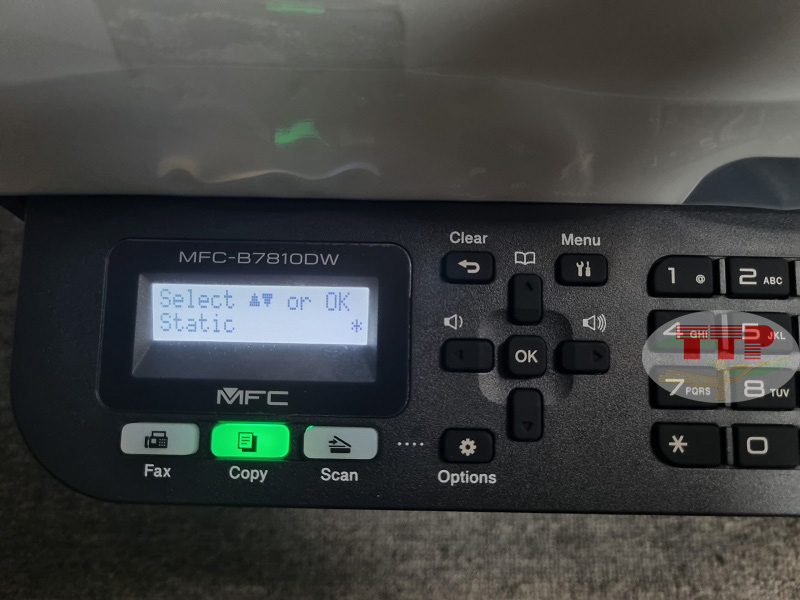 MFC-B7810DW
Select ▲▼ or OK
Static *
MFC
Fax
Copy
Scan
Options
Clear
Menu
OK
1 @
2 ABC
4 GHI
5 JKL
TTP
7 PQRS
8 TUV
*
0